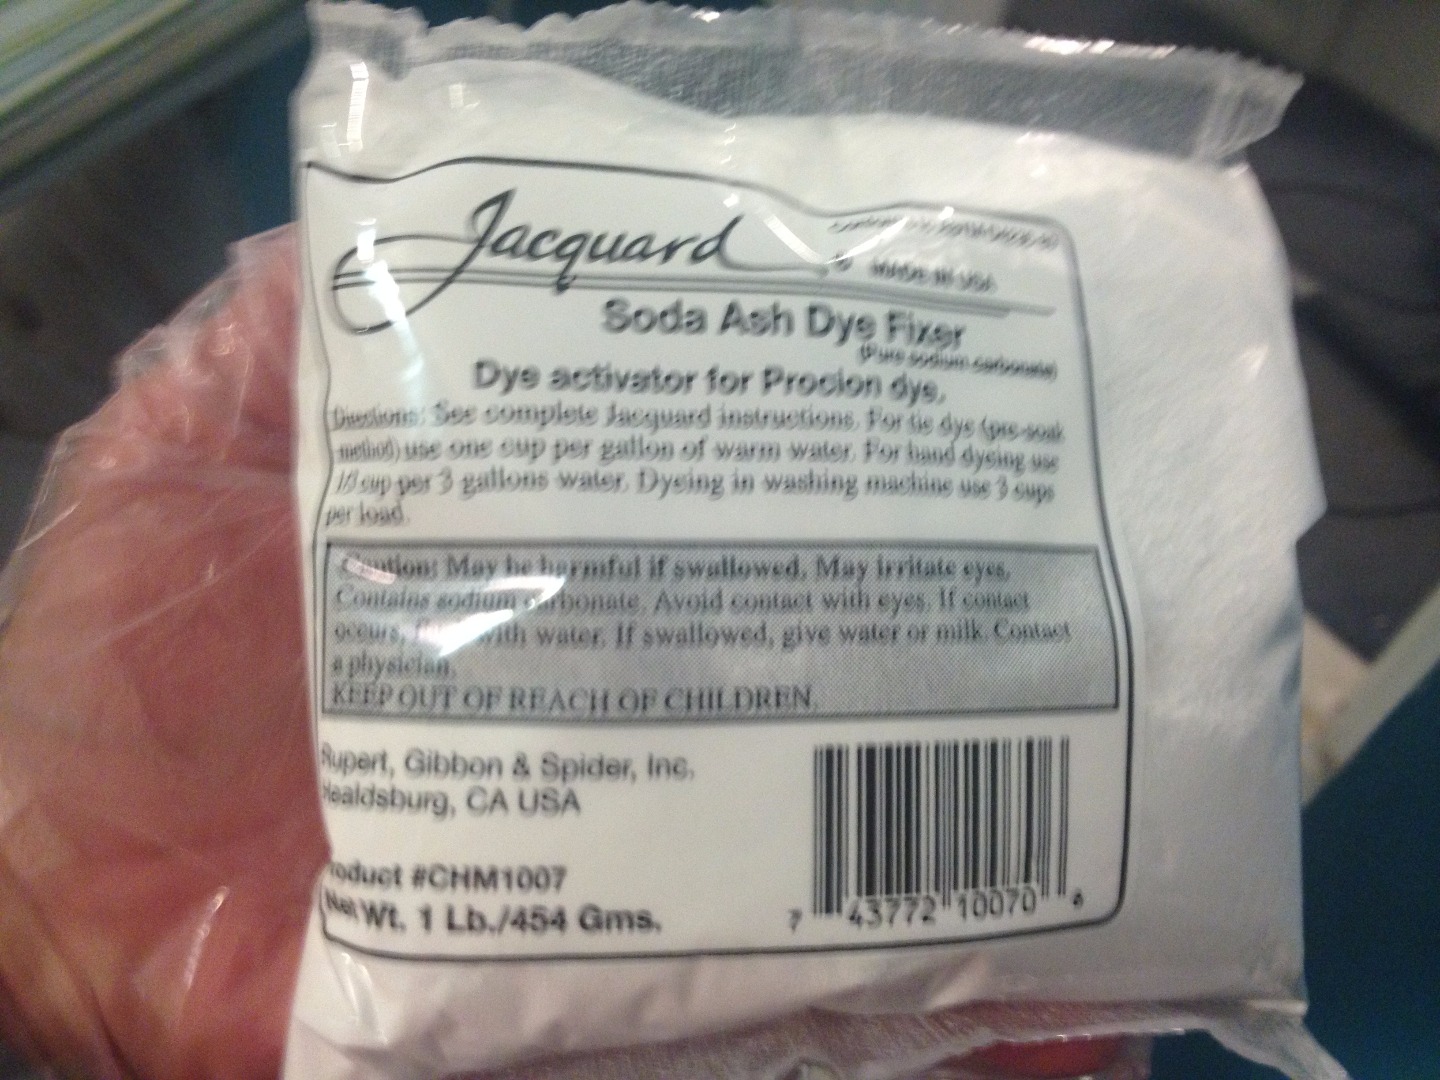 Jacquard
MADE IN USA
Soda Ash Dye Fixer
(Pure sodium carbonate)
Dye activator for Procion dye.
Directions: See complete Jacquard instructions. For tie dye (pre-soak
method) use one cup per gallon of warm water. For hand dyeing use
1/3 cup per 3 gallons water. Dyeing in washing machine use 3 cups
per load.
Caution: May be harmful if swallowed. May irritate eyes.
Contains sodium carbonate. Avoid contact with eyes. If contact
occurs, with water. If swallowed, give water or milk. Contact
a physician.
KEEP OUT OF REACH OF CHILDREN.
Rupert, Gibbon & Spider, Inc.
Healdsburg, CA USA
Product #CHM1007
Net Wt. 1 Lb./454 Gms.
7 43772 10070 6